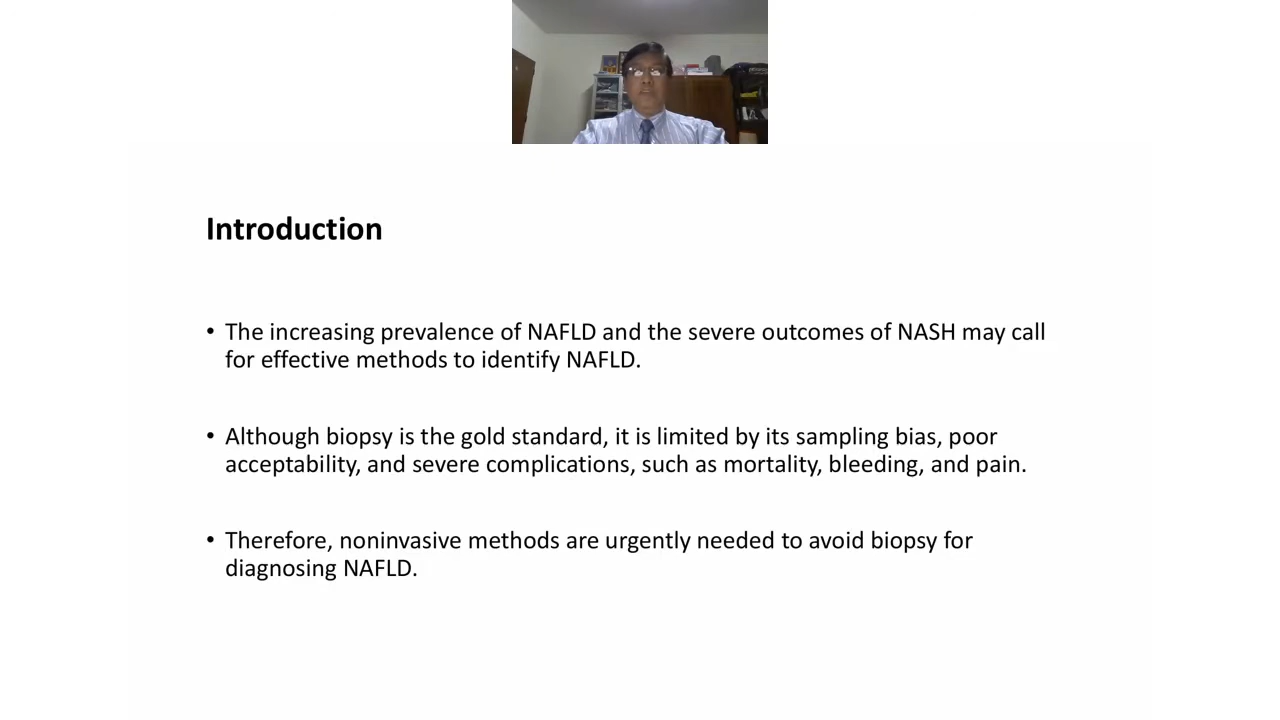 Introduction
• The increasing prevalence of NAFLD and the severe outcomes of NASH may call
for effective methods to identify NAFLD.
• Although biopsy is the gold standard, it is limited by its sampling bias, poor
acceptability, and severe complications, such as mortality, bleeding, and pain.
• Therefore, noninvasive methods are urgently needed to avoid biopsy for
diagnosing NAFLD.